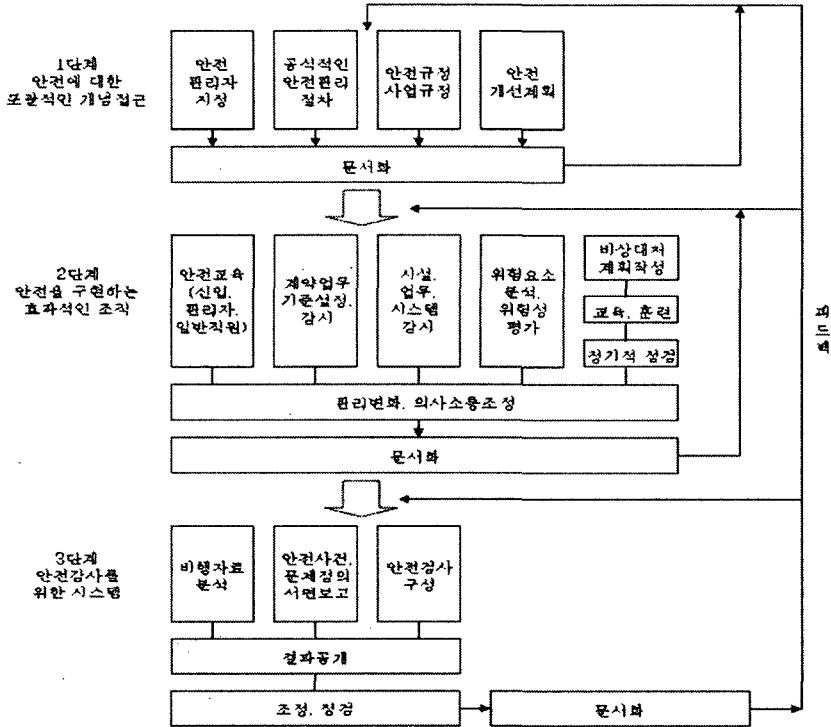 1단계
안전에 대한
포괄적인 개념접근
안전
관리자
지정
공식적인
안전관리
절차
안전규정
사업규정
안전
개선계획
문서화
2단계
안전을 구현하는
효과적인 조직
안전교육
(신입,
관리자,
일반직원)
계약업무
기준설정,
감시
시설,
업무,
시스템
감시
위험요소
분석,
위험성
평가
비상대처
계획작성
교육, 훈련
정기적 점검
관리변화, 의사소통조정
문서화
피
드
백
3단계
안전감사를
위한 시스템
비행자료
분석
안전사건,
문제점의
서면보고
안전검사
구성
결과공개
조정, 점검
문서화